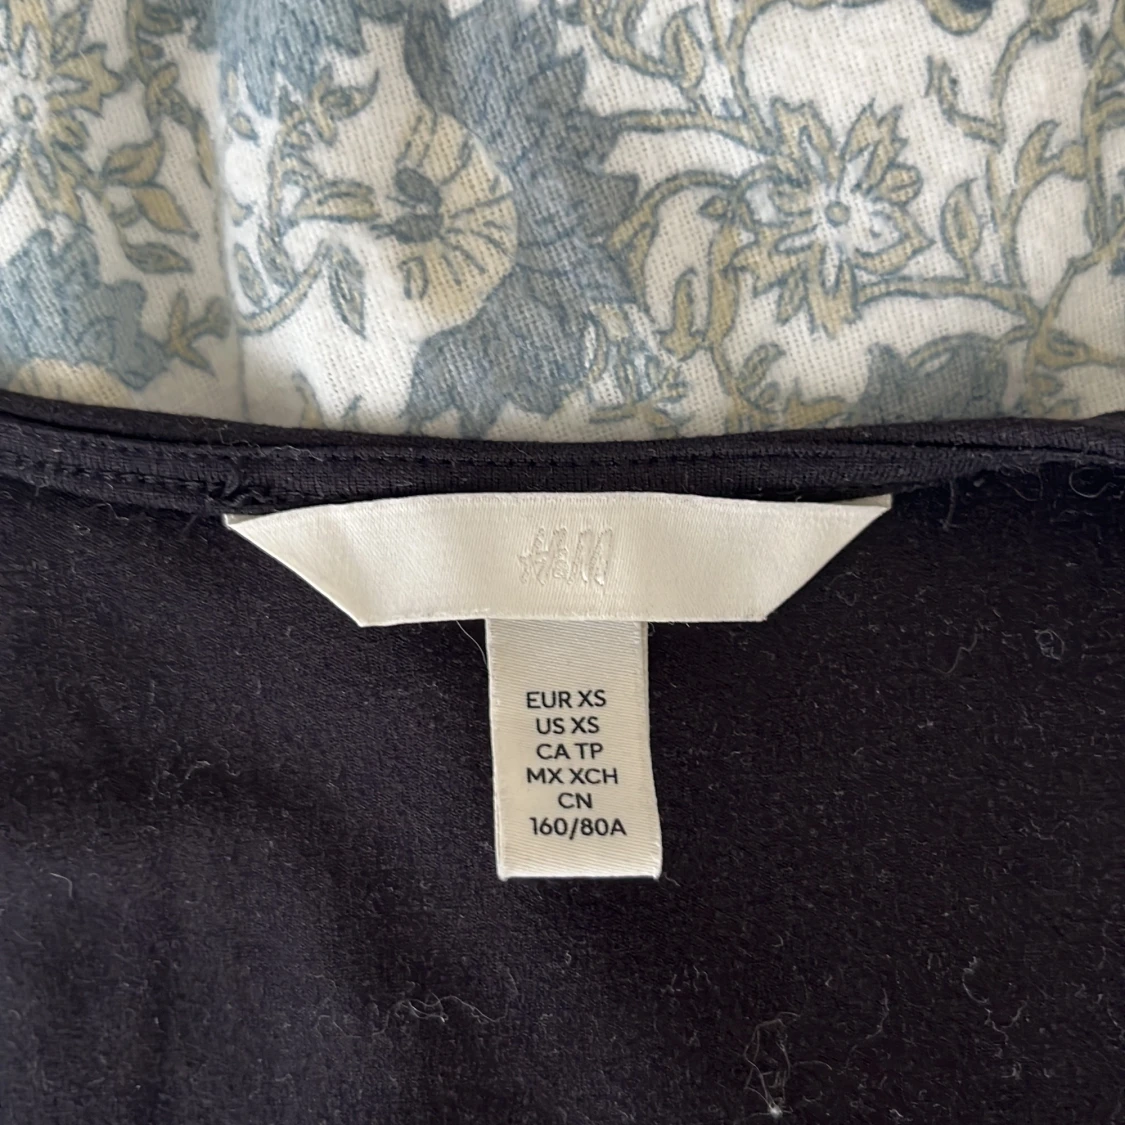 H&M
EUR XS
US XS
CA TP
MX XCH
CN
160/80A